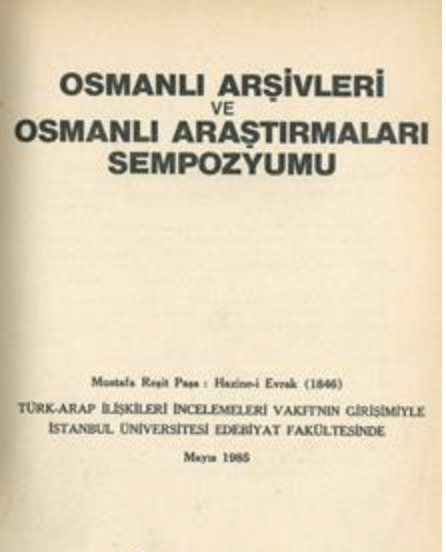 OSMANLI ARŞİVLERİ
VE
OSMANLI ARAŞTIRMALARI
SEMPOZYUMU
Mustafa Reşit Paşa : Hazine-i Evrak (1846)
TÜRK-ARAP İLİŞKİLERİ İNCELEMELERİ VAKFI'NIN GİRİŞİMİYLE
İSTANBUL ÜNİVERSİTESİ EDEBİYAT FAKÜLTESİNDE
Mayıs 1985